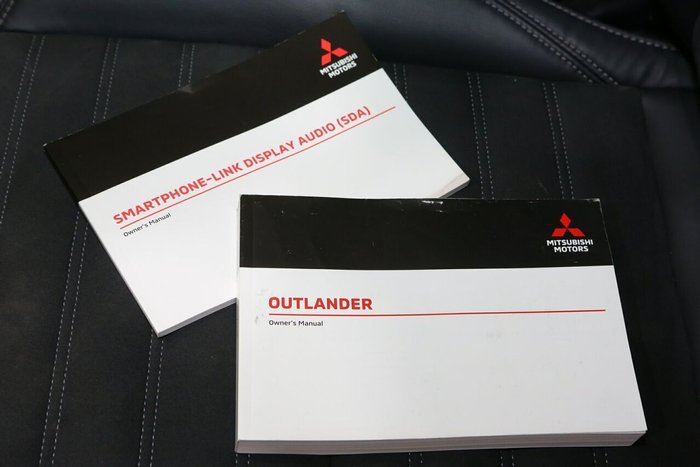 MITSUBISHI
MOTORS
SMARTPHONE-LINK DISPLAY AUDIO (SDA)
Owner's Manual
MITSUBISHI
MOTORS
OUTLANDER
Owner's Manual